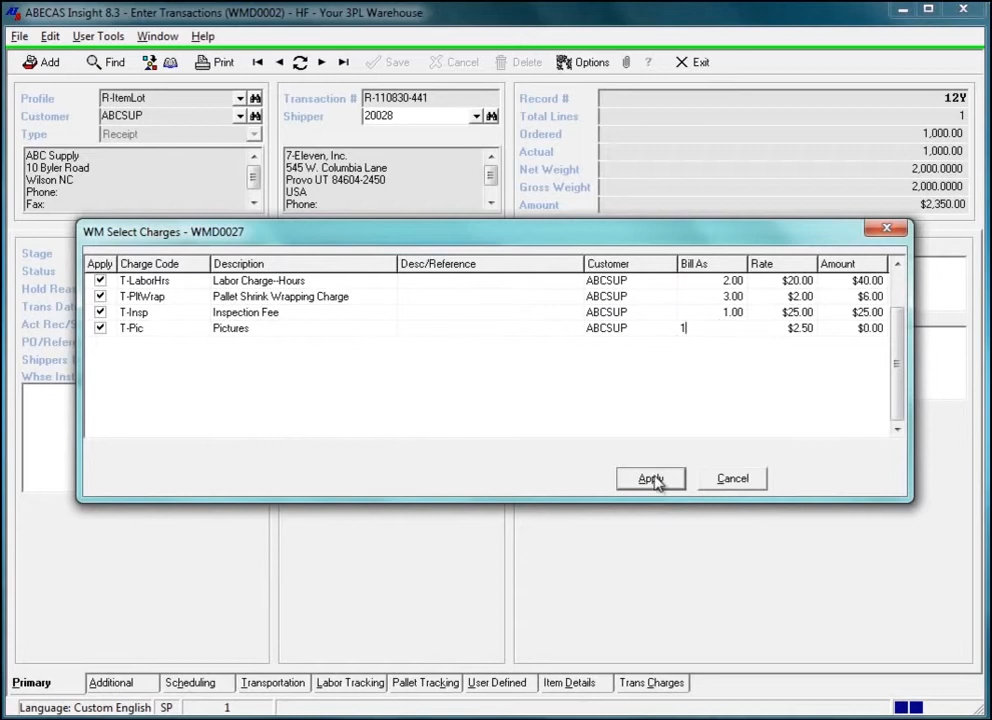 ABECAS Insight 8.3 - Enter Transactions (WMD0002) - HF - Your 3PL Warehouse
File Edit User Tools Window Help
Add Find Print Save Cancel Delete Options ? Exit
Profile R-ItemLot Transaction # R-110830-441 Record # 12Y
Customer ABCSUP Shipper 20028 Total Lines 1
Type Receipt Ordered 1,000.00
ABC Supply 7-Eleven, Inc. Actual 1,000.00
10 Byler Road 545 W. Columbia Lane Net Weight 2,000.0000
Wilson NC Provo UT 84604-2450 Gross Weight 2,000.0000
Phone: USA Amount $2,350.00
Fax: Phone:
WM Select Charges - WMD0027
Stage
Apply Charge Code Description Desc/Reference Customer Bill As Rate Amount
Status T-LaborHrs Labor Charge--Hours ABCSUP 2.00 $20.00 $40.00
Hold Reas T-PltWrap Pallet Shrink Wrapping Charge ABCSUP 3.00 $2.00 $6.00
Trans Dat T-Insp Inspection Fee ABCSUP 1.00 $25.00 $25.00
Act Rec/S T-Pic Pictures ABCSUP 1 $2.50 $0.00
PO/Refere
Shippers
Whse Inst
Apply Cancel
Primary Additional Scheduling Transportation Labor Tracking Pallet Tracking User Defined Item Details Trans Charges
Language: Custom English SP 1